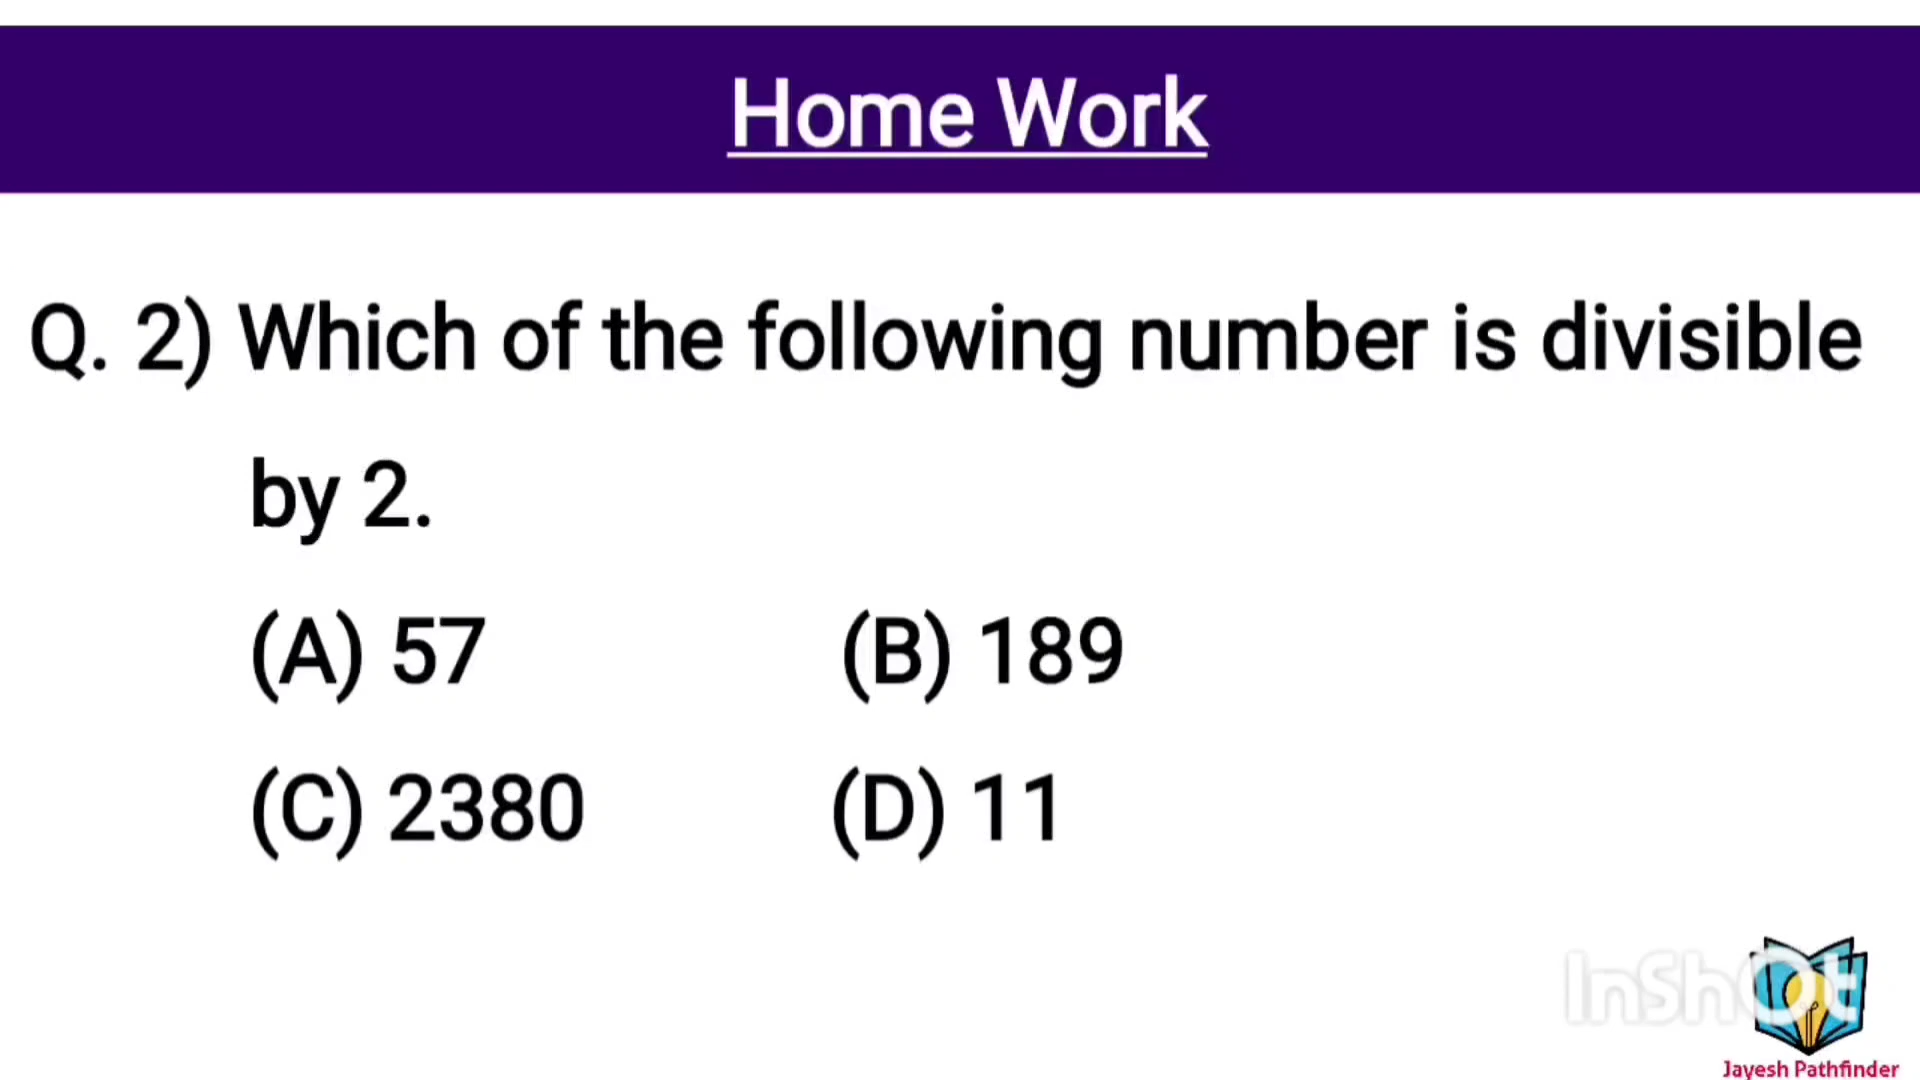 Home Work
Q. 2) Which of the following number is divisible
by 2.
(A) 57 (B) 189
(C) 2380 (D) 11
InShOt
Jayesh Pathfinder